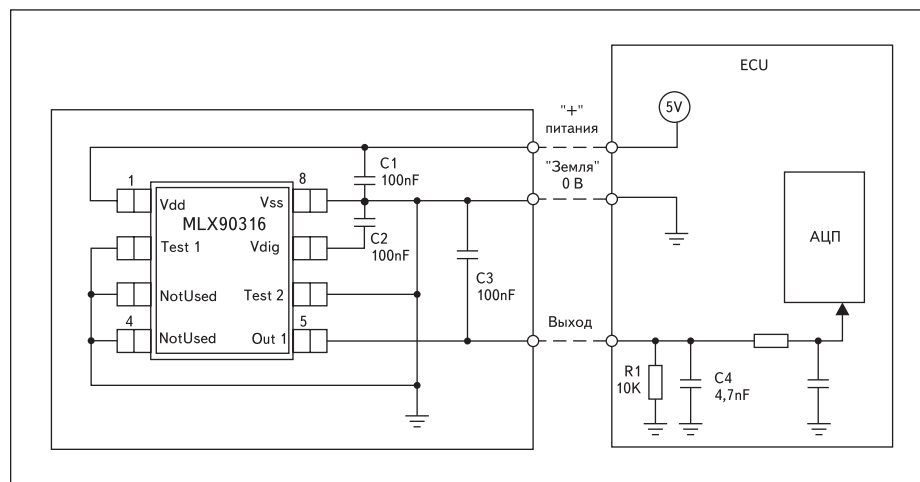 ECU
5V
"+"
питания
"Земля"
0 В
C1
100nF
1
8
Vdd
Vss
MLX90316
Test 1
Vdig
C2
100nF
АЦП
C3
100nF
NotUsed
Test 2
4
5
NotUsed
Out 1
Выход
R1
10K
C4
4,7nF